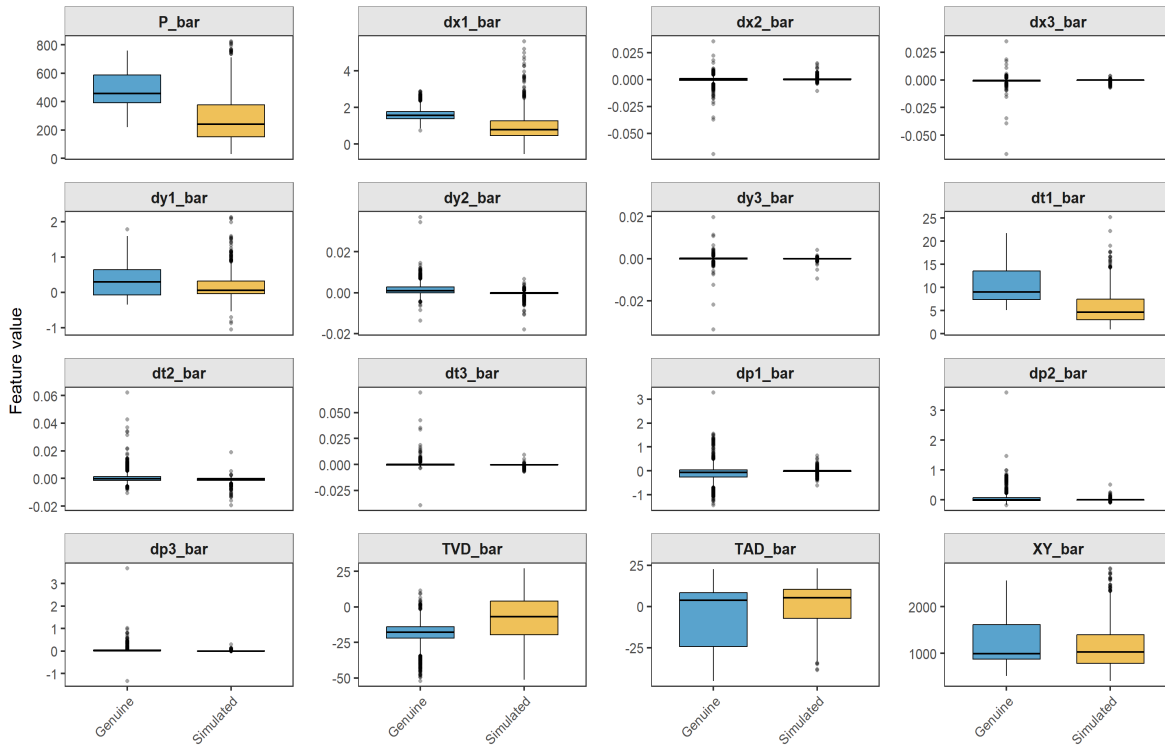 P_bar
dx1_bar
dx2_bar
dx3_bar
800
600
400
200
0
4
2
0
0.025
0.000
-0.025
-0.050
0.025
0.000
-0.025
-0.050
dy1_bar
dy2_bar
dy3_bar
dt1_bar
2
1
0
-1
0.02
0.00
-0.02
0.02
0.00
-0.02
25
20
15
10
5
0
Feature value
dt2_bar
dt3_bar
dp1_bar
dp2_bar
0.06
0.04
0.02
0.00
-0.02
0.050
0.025
0.000
-0.025
3
2
1
0
-1
3
2
1
0
dp3_bar
TVD_bar
TAD_bar
XY_bar
3
2
1
0
-1
25
0
-25
-50
25
0
-25
2000
1000
Genuine
Simulated
Genuine
Simulated
Genuine
Simulated
Genuine
Simulated